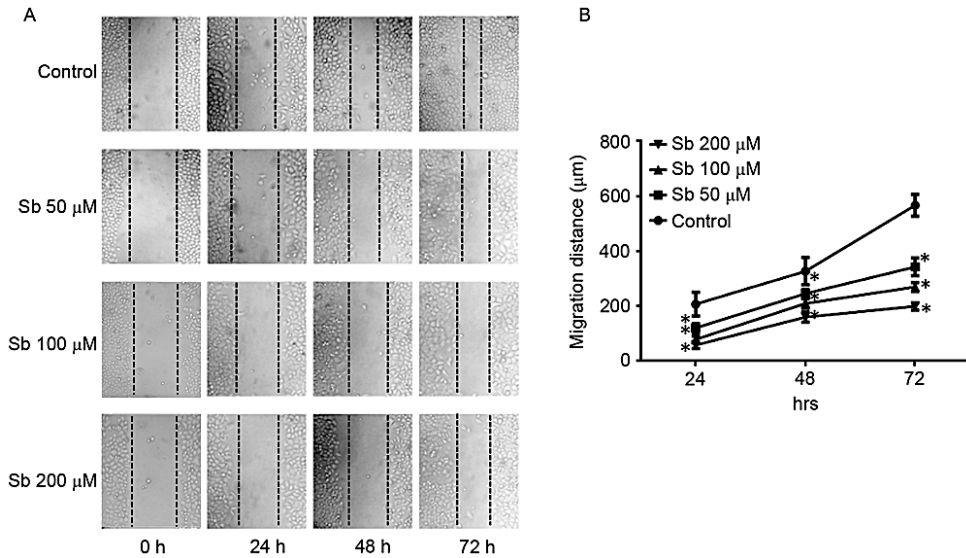 A
Control
Sb 50 μM
Sb 100 μM
Sb 200 μM
0 h 24 h 48 h 72 h
B
Migration distance (μm)
800
600
400
200
0
Sb 200 μM
Sb 100 μM
Sb 50 μM
Control
* * *
* * *
* * *
24 48 72
hrs